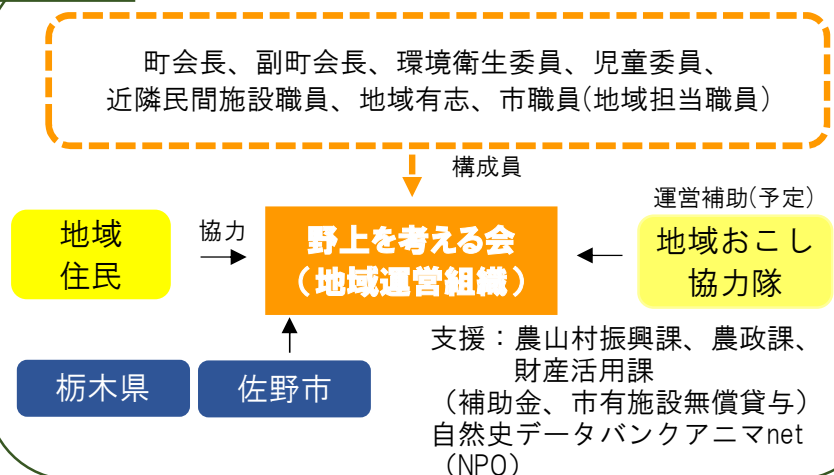 町会長、副町会長、環境衛生委員、児童委員、
近隣民間施設職員、地域有志、市職員(地域担当職員)
構成員
運営補助(予定)
地域
住民
協力
野上を考える会
(地域運営組織)
地域おこし
協力隊
栃木県
佐野市
支援:農山村振興課、農政課、
財産活用課
(補助金、市有施設無償貸与)
自然史データバンクアニマnet
(NPO)